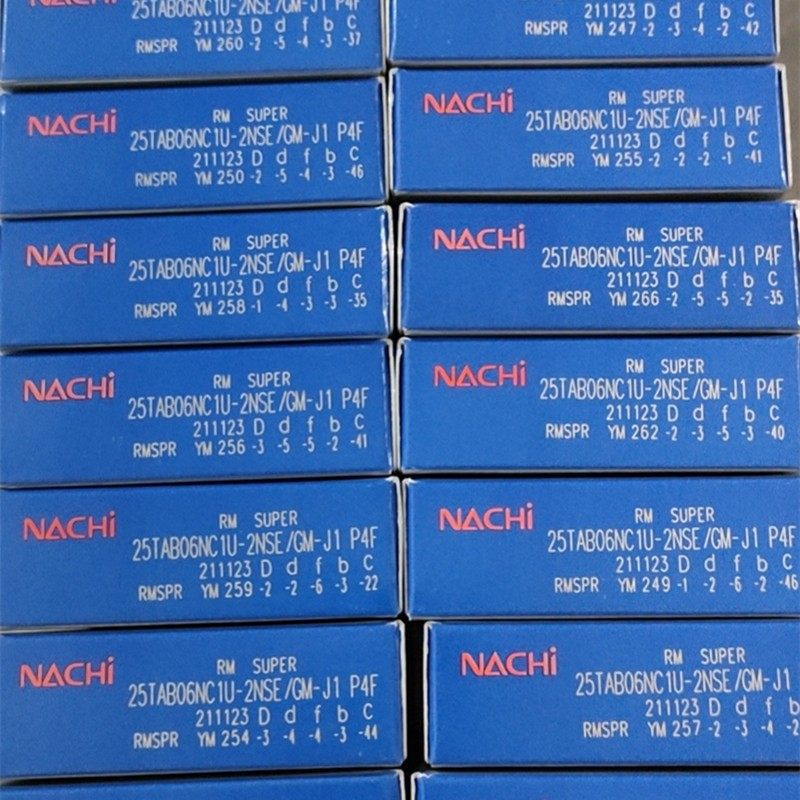 NACHi
25TAB06NC1U-2NSE/GM-J1 P4F
211123 D d f b C
RMSPR YM 260 -2 -5 -4 -3 -37
211123 D d f b C
RMSPR YM 247 -2 -3 -4 -2 -42
NACHi
RM SUPER
25TAB06NC1U-2NSE/GM-J1 P4F
211123 D d f b C
RMSPR YM 250 -2 -5 -4 -3 -46
NACHi
RM SUPER
25TAB06NC1U-2NSE/GM-J1 P4F
211123 D d f b C
RMSPR YM 255 -2 -2 -2 -1 -41
NACHi
RM SUPER
25TAB06NC1U-2NSE/GM-J1 P4F
211123 D d f b C
RMSPR YM 258 -1 -4 -3 -3 -35
NACHi
RM SUPER
25TAB06NC1U-2NSE/GM-J1 P4F
211123 D d f b C
RMSPR YM 266 -2 -5 -5 -2 -35
NACHi
RM SUPER
25TAB06NC1U-2NSE/GM-J1 P4F
211123 D d f b C
RMSPR YM 256 -3 -5 -5 -2 -41
NACHi
RM SUPER
25TAB06NC1U-2NSE/GM-J1 P4F
211123 D d f b C
RMSPR YM 262 -2 -3 -5 -3 -40
NACHi
RM SUPER
25TAB06NC1U-2NSE/GM-J1 P4F
211123 D d f b C
RMSPR YM 259 -2 -2 -6 -3 -22
NACHi
RM SUPER
25TAB06NC1U-2NSE/GM-J1 P4F
211123 D d f b C
RMSPR YM 249 -1 -2 -6 -2 -46
NACHi
RM SUPER
25TAB06NC1U-2NSE/GM-J1 P4F
211123 D d f b C
RMSPR YM 254 -3 -4 -4 -3 -44
NACHi
RM SUPER
25TAB06NC1U-2NSE/GM-J1
211123 D d f b
RMSPR YM 257 -2 -3 -4 -2